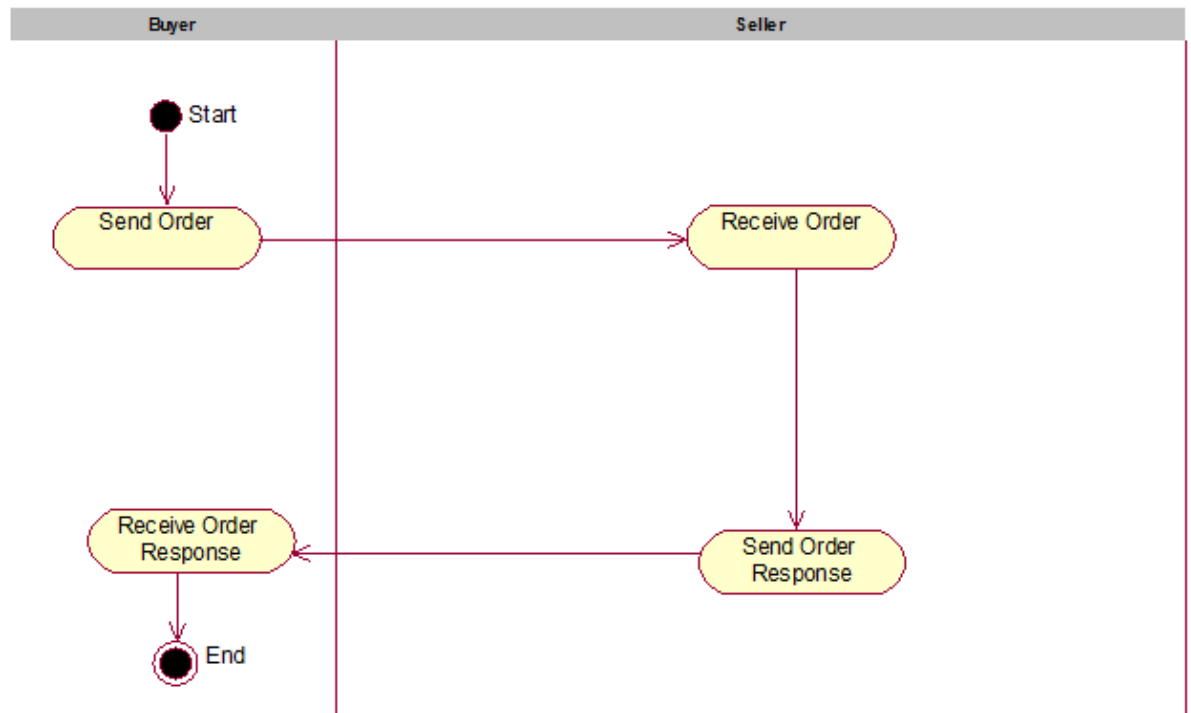 Buyer
Seller
Start
Send Order
Receive Order
Receive Order
Response
Send Order
Response
End